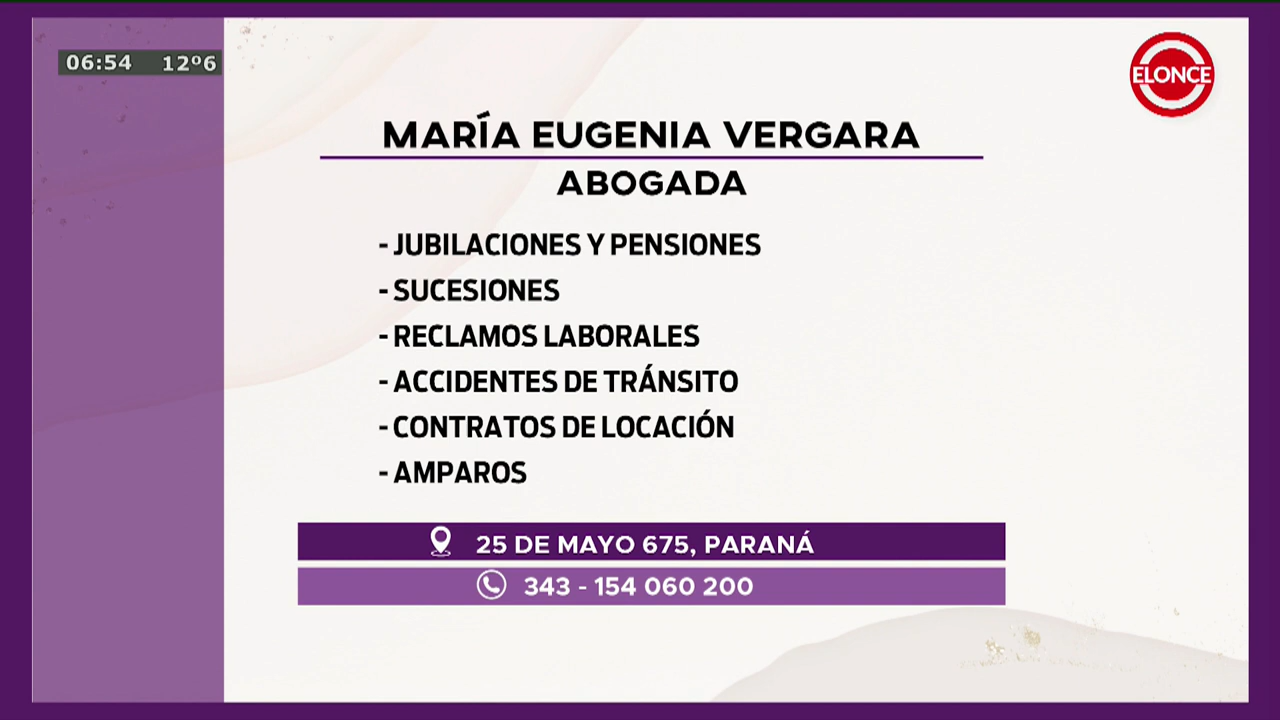 06:54 12º6
ELONCE
MARÍA EUGENIA VERGARA
ABOGADA
- JUBILACIONES Y PENSIONES
- SUCESIONES
- RECLAMOS LABORALES
- ACCIDENTES DE TRÁNSITO
- CONTRATOS DE LOCACIÓN
- AMPAROS
25 DE MAYO 675, PARANÁ
343 - 154 060 200